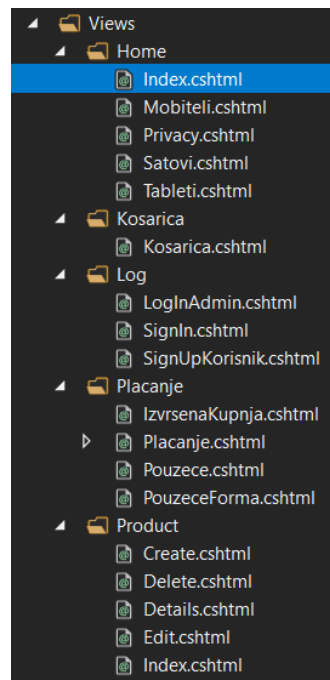 Views
Home
Index.cshtml
Mobiteli.cshtml
Privacy.cshtml
Satovi.cshtml
Tableti.cshtml
Kosarica
Kosarica.cshtml
Log
LogInAdmin.cshtml
SignIn.cshtml
SignUpKorisnik.cshtml
Placanje
IzvrsenaKupnja.cshtml
Placanje.cshtml
Pouzece.cshtml
PouzeceForma.cshtml
Product
Create.cshtml
Delete.cshtml
Details.cshtml
Edit.cshtml
Index.cshtml